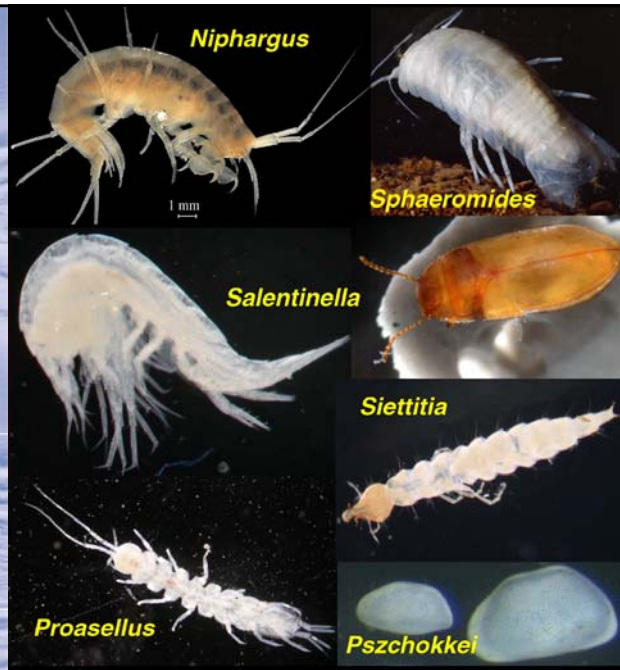 Niphargus
1 mm
Sphaeromides
Salentinella
Siettitia
Proasellus
Pszchokkei